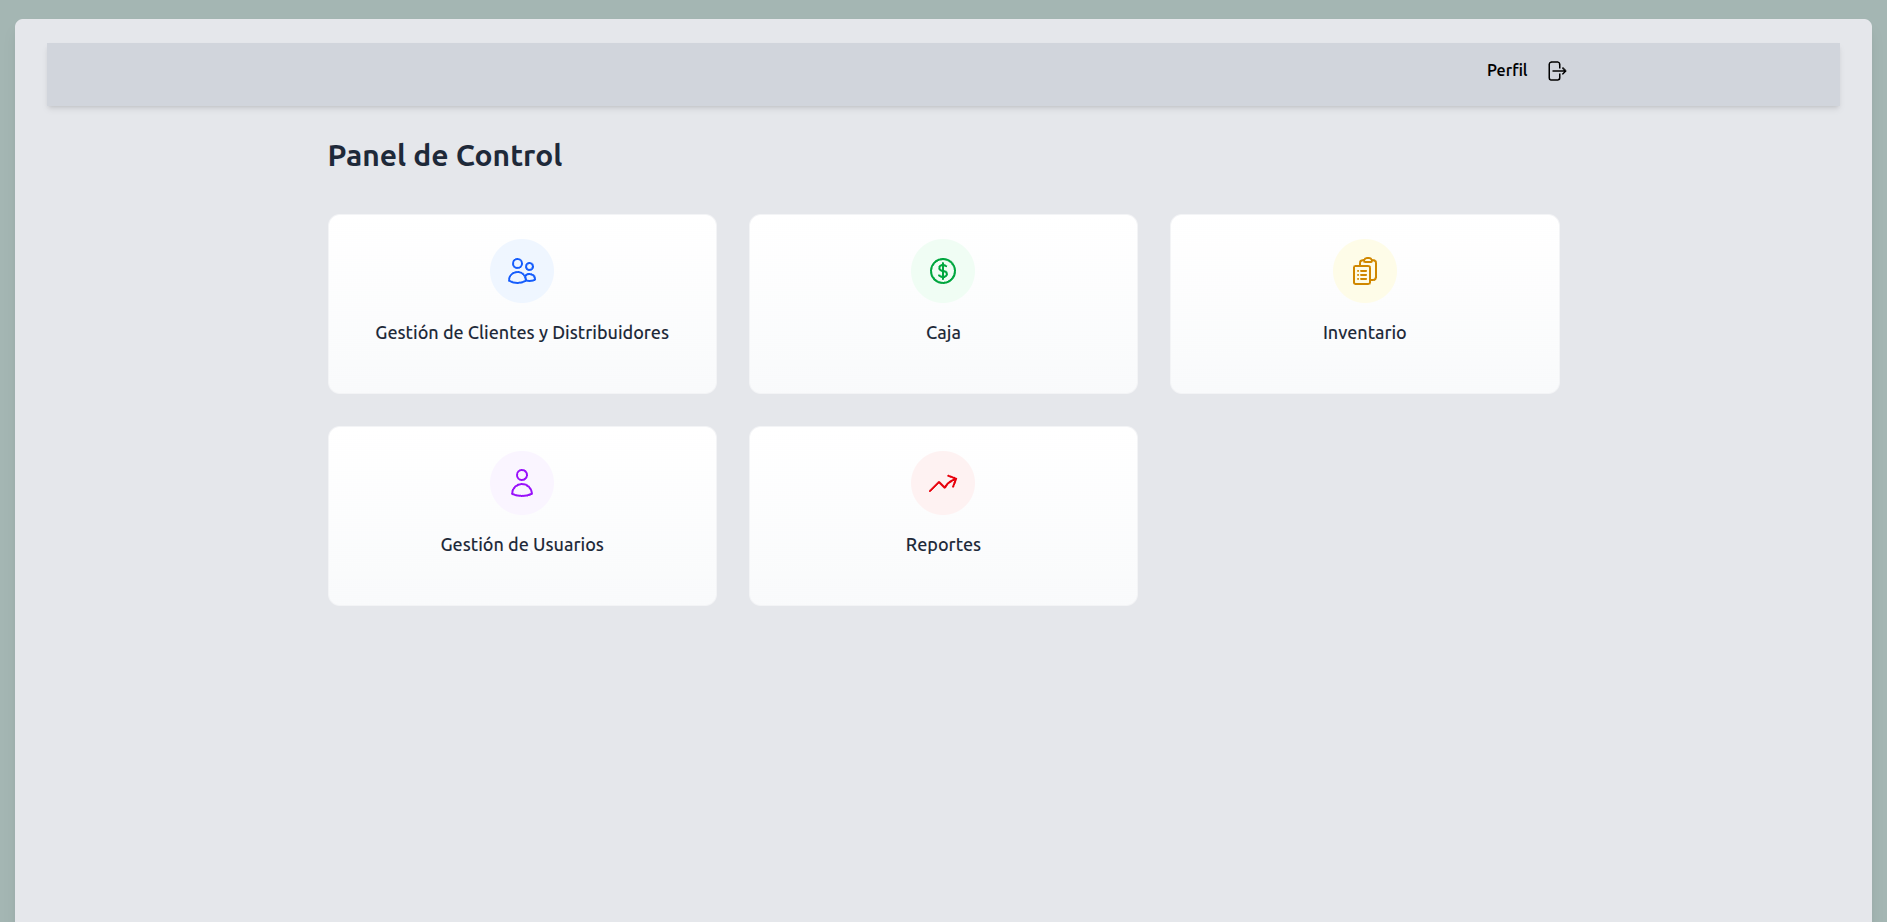 Perfil
Panel de Control
Gestión de Clientes y Distribuidores
Caja
Inventario
Gestión de Usuarios
Reportes